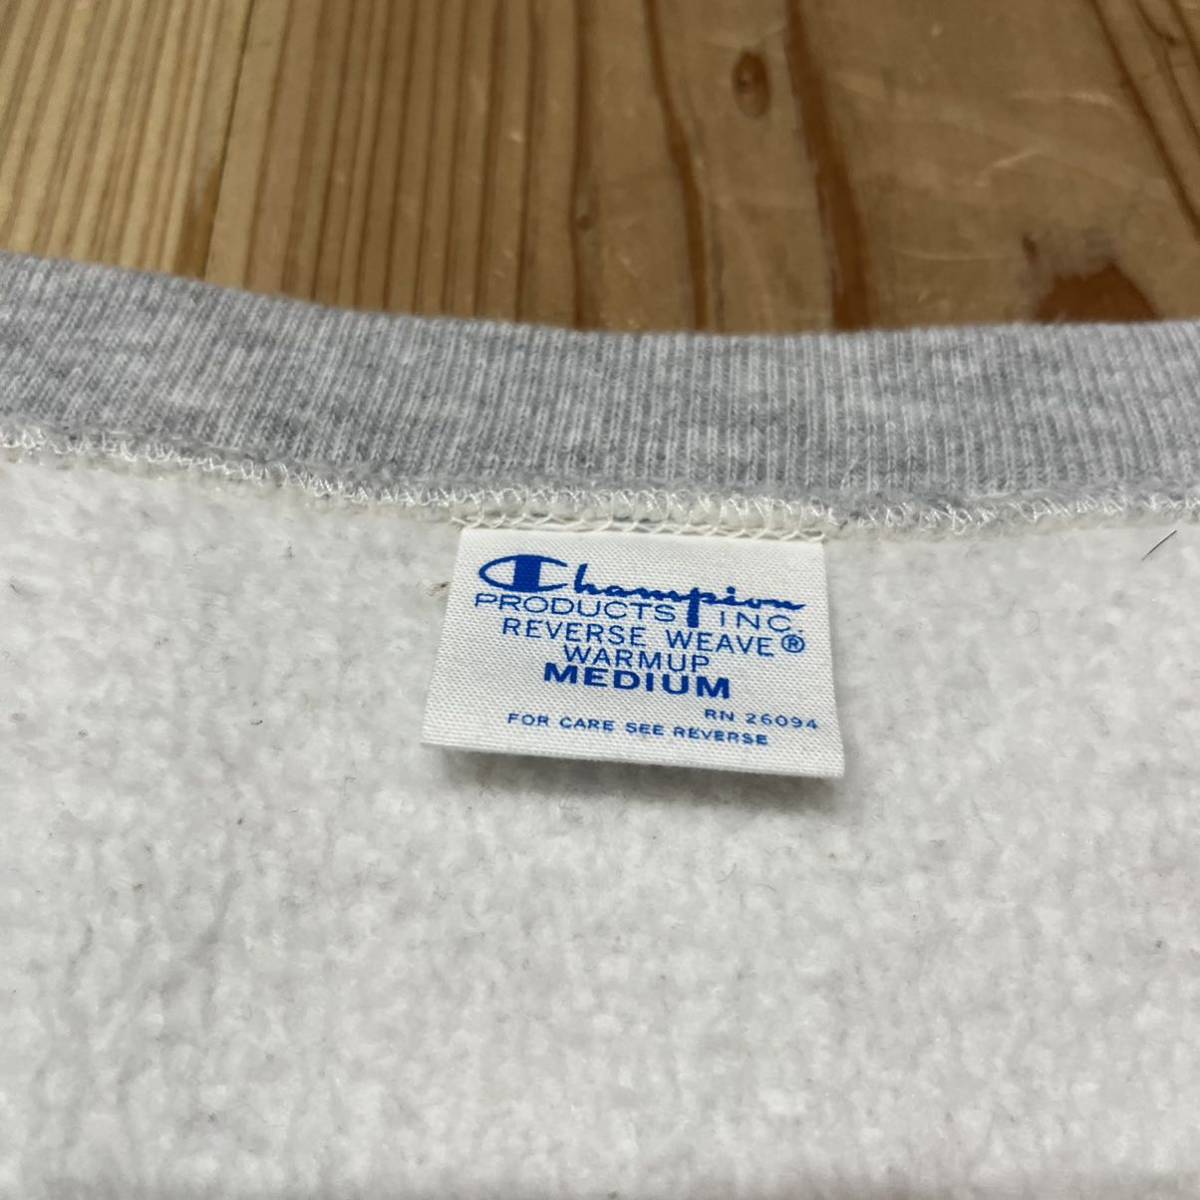 Champion
PRODUCTS INC.
REVERSE WEAVE®
WARMUP
MEDIUM
RN 26094
FOR CARE SEE REVERSE